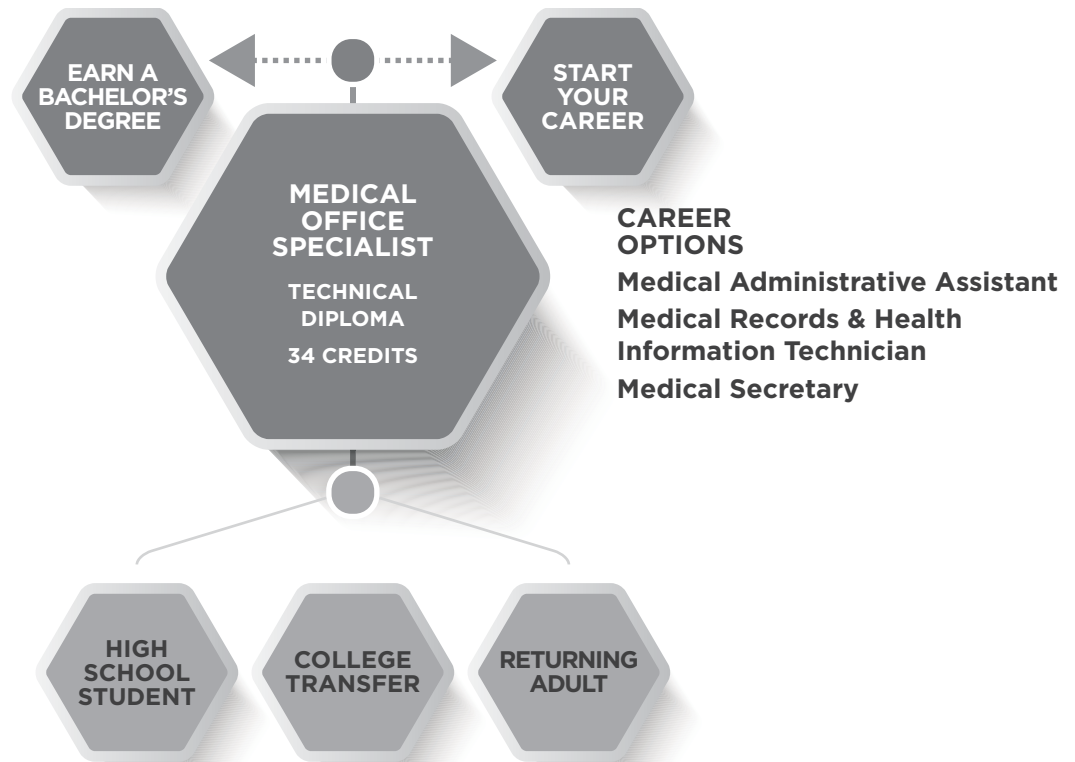 EARN A
BACHELOR'S
DEGREE
START
YOUR
CAREER
MEDICAL
OFFICE
SPECIALIST
TECHNICAL
DIPLOMA
34 CREDITS
CAREER
OPTIONS
Medical Administrative Assistant
Medical Records & Health
Information Technician
Medical Secretary
HIGH
SCHOOL
STUDENT
COLLEGE
TRANSFER
RETURNING
ADULT